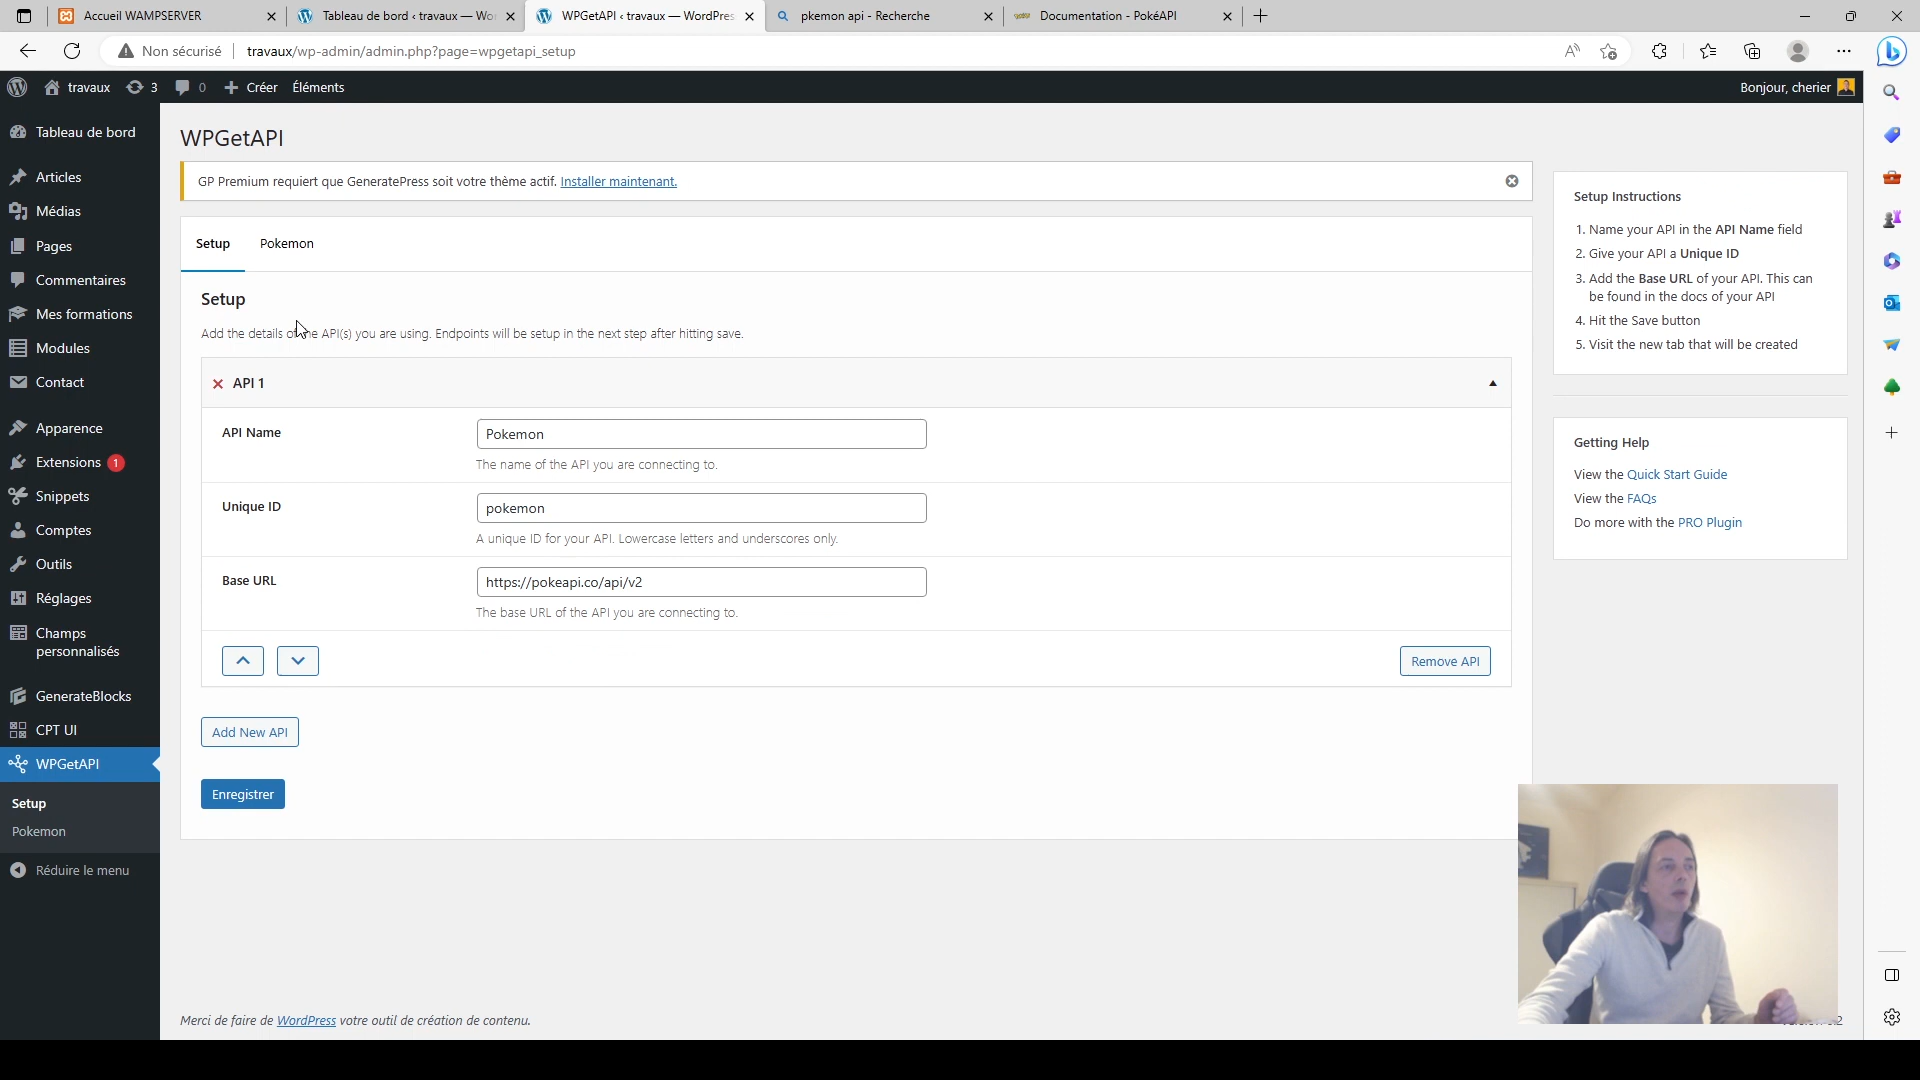 Accueil WAMPSERVER
Tableau de bord ‹ travaux — Wor
WPGetAPI ‹ travaux — WordPres
pkemon api - Recherche
Documentation - PokéAPI
Non sécurisé
travaux/wp-admin/admin.php?page=wpgetapi_setup
travaux
3
0
Créer
Éléments
Bonjour, cherier
Tableau de bord
Articles
Médias
Pages
Commentaires
Mes formations
Modules
Contact
Apparence
Extensions 1
Snippets
Comptes
Outils
Réglages
Champs
personnalisés
GenerateBlocks
CPT UI
WPGetAPI
Setup
Pokemon
Réduire le menu
WPGetAPI
GP Premium requiert que GeneratePress soit votre thème actif. Installer maintenant.
Setup
Pokemon
Setup
Add the details of the API(s) you are using. Endpoints will be setup in the next step after hitting save.
API 1
API Name
Pokemon
The name of the API you are connecting to.
Unique ID
pokemon
A unique ID for your API. Lowercase letters and underscores only.
Base URL
https://pokeapi.co/api/v2
The base URL of the API you are connecting to.
Remove API
Add New API
Enregistrer
Setup Instructions
1. Name your API in the API Name field
2. Give your API a Unique ID
3. Add the Base URL of your API. This can
be found in the docs of your API
4. Hit the Save button
5. Visit the new tab that will be created
Getting Help
View the Quick Start Guide
View the FAQs
Do more with the PRO Plugin
Merci de faire de WordPress votre outil de création de contenu.